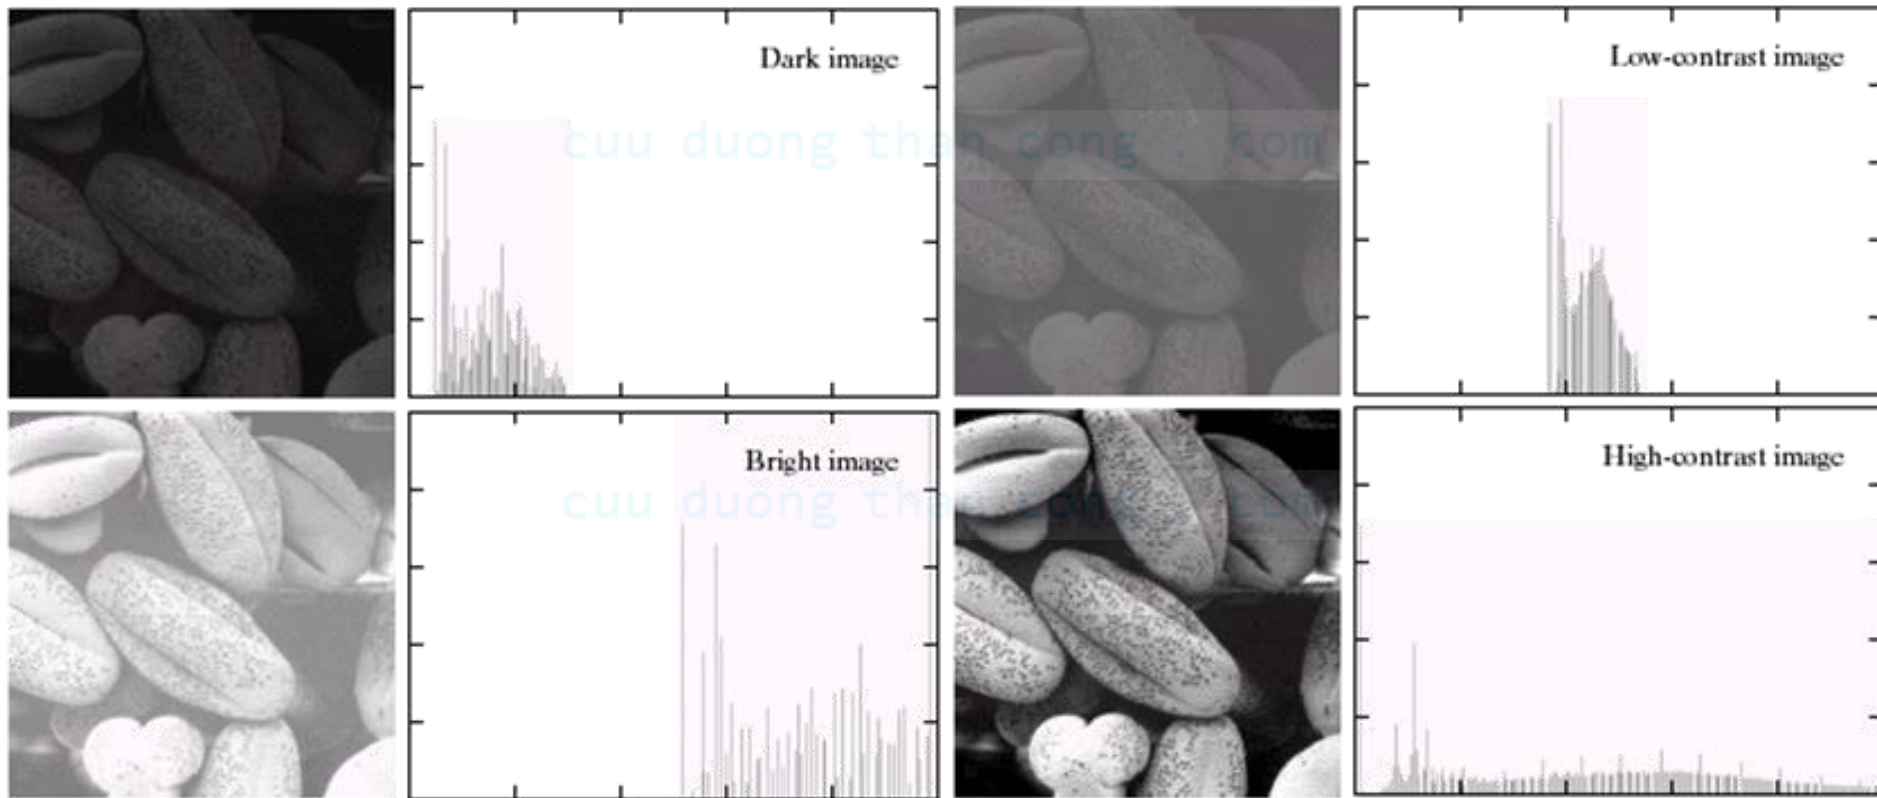 Dark image
Low-contrast image
cuu duong than cong . com
Bright image
High-contrast image
cuu duong than cong . com